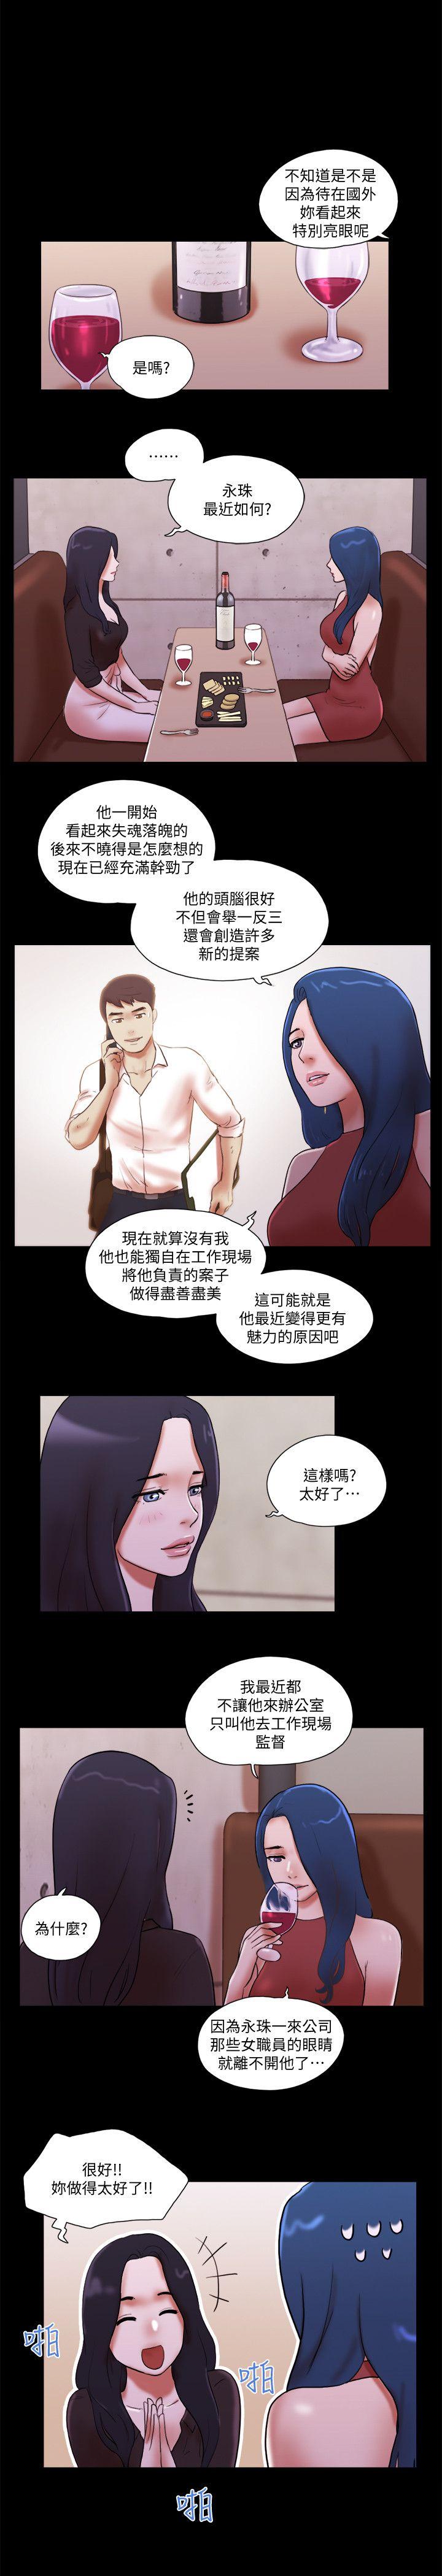 不知道是不是
因為待在國外
妳看起來
特別亮眼呢
是嗎?
……
永珠
最近如何?
他一開始
看起來失魂落魄的
後來不曉得是怎麼想的
現在已經充滿幹勁了
他的頭腦很好
不但會舉一反三
還會創造許多
新的提案
現在就算沒有我
他也能獨自在工作現場
將他負責的案子
做得盡善盡美
這可能就是
他最近變得更有
魅力的原因吧
這樣嗎?
太好了…
我最近都
不讓他來辦公室
只叫他去工作現場
監督
為什麼?
因為永珠一來公司
那些女職員的眼睛
就離不開他了…
很好!!
妳做得太好了!!
啪
啪
啪